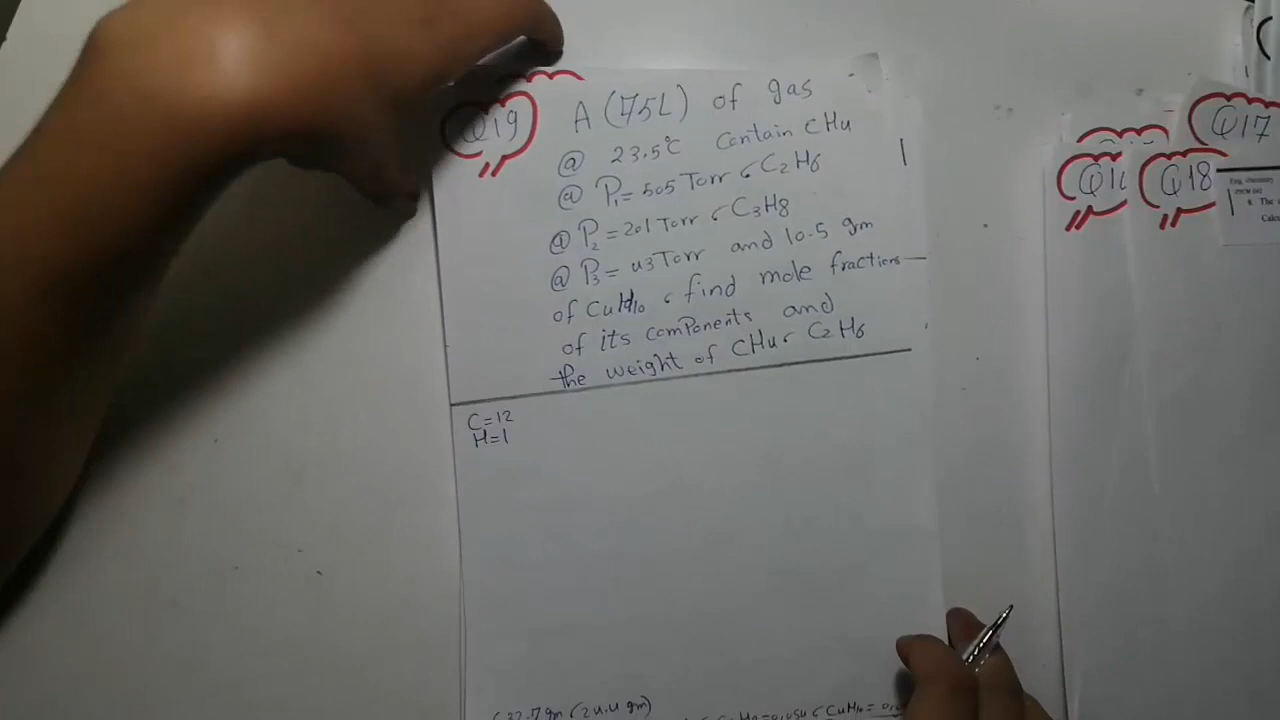 Q19
A (75L) of gas
@ 23.5°C Contain CH4
@ P1= 505 Torr ، C2H6
@ P2=201 Torr ، C3H8
@ P3= 43 Torr and 10.5 gm
of C4H10 ، find mole fractions
of its components and
the weight of CH4، C2H6
C=12
H=1
Q17
Q18
Eng. chemistry